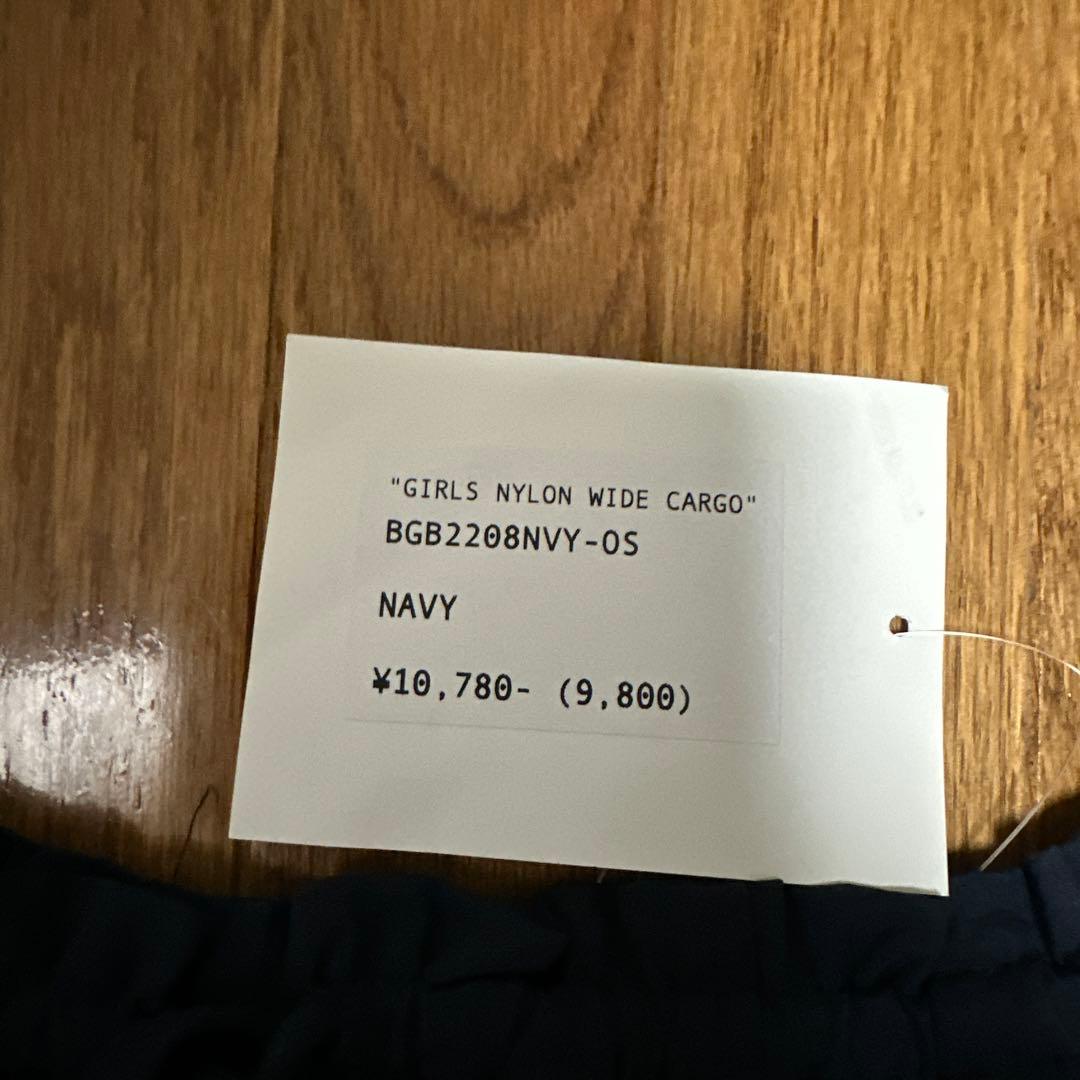 "GIRLS NYLON WIDE CARGO"
BGB2208NVY-OS
NAVY
¥10,780- (9,800)